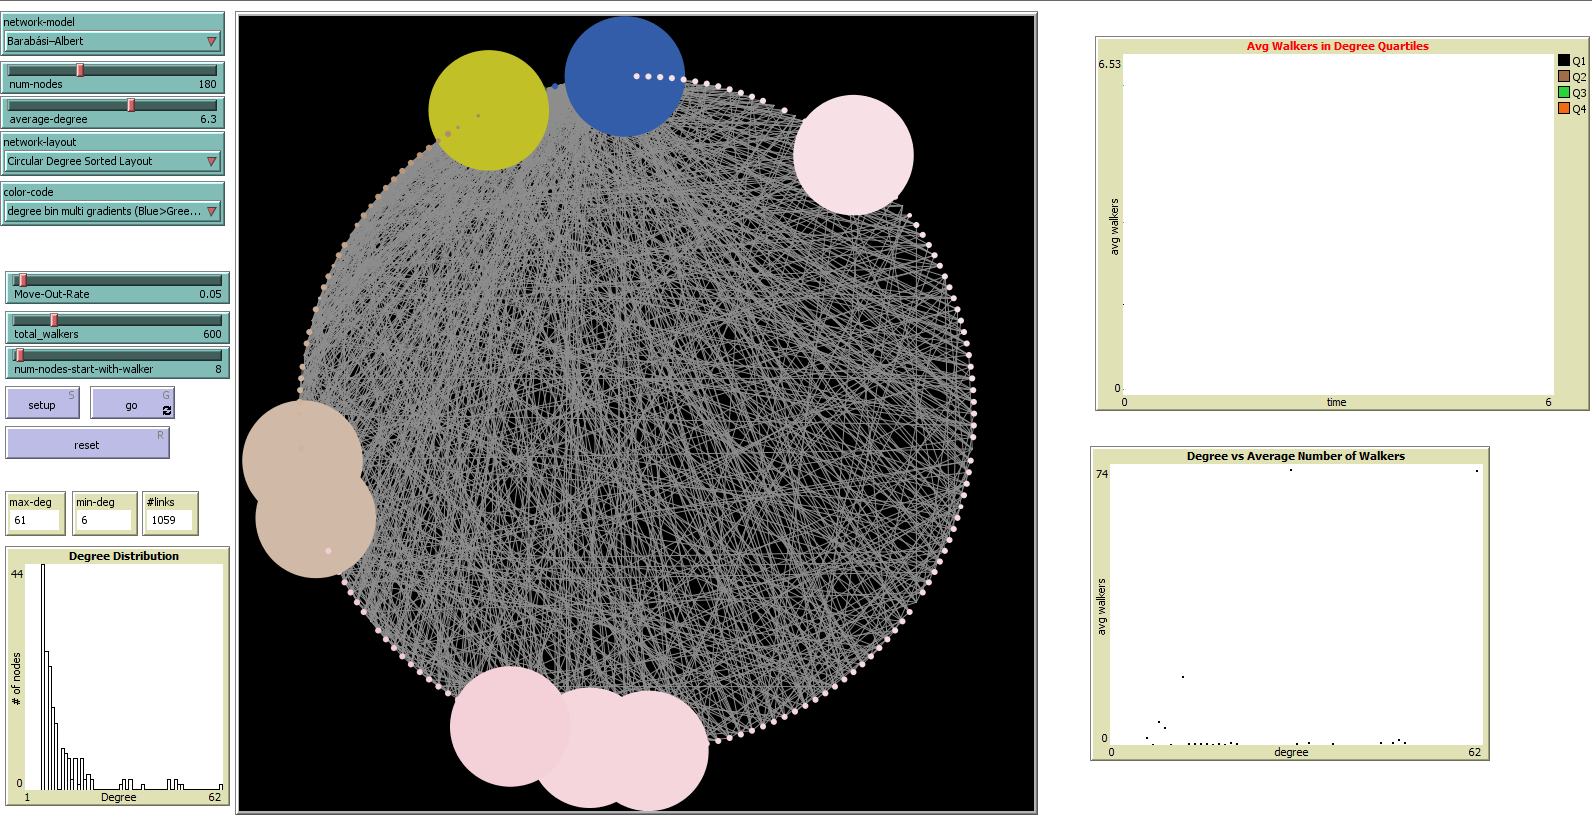 network-model
Barabási–Albert
num-nodes 180
average-degree 6.3
network-layout
Circular Degree Sorted Layout
color-code
degree bin multi gradients (Blue>Gree...
Move-Out-Rate 0.05
total_walkers 600
num-nodes-start-with-walker 8
setup S
go G
reset R
max-deg
61
min-deg
6
#links
1059
Degree Distribution
44
# of nodes
0
1 Degree 62
Avg Walkers in Degree Quartiles
6.53
avg walkers
0
0 time 6
Q1
Q2
Q3
Q4
Degree vs Average Number of Walkers
74
avg walkers
0
0 degree 62